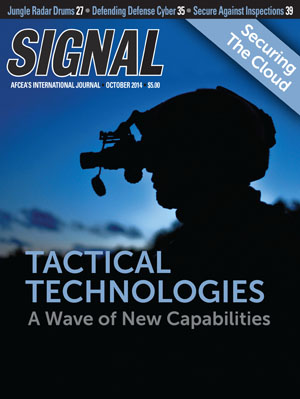 Jungle Radar Drums 27 • Defending Defense Cyber 35 • Secure Against Inspections 39
SIGNAL
AFCEA'S INTERNATIONAL JOURNAL OCTOBER 2014 $5.00
Securing
The Cloud
TACTICAL
TECHNOLOGIES
A Wave of New Capabilities